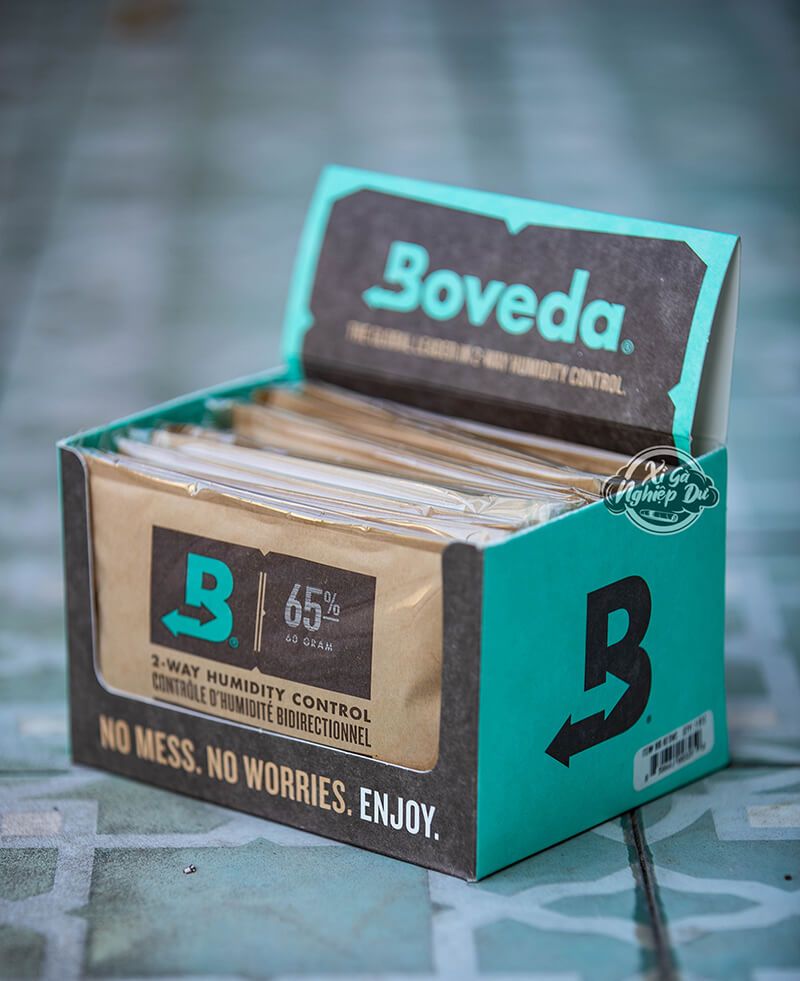 Boveda®
THE GLOBAL LEADER IN 2-WAY HUMIDITY CONTROL.
Xì Gà
Nghiệp Dư
B®
65%
60 GRAM
2-WAY HUMIDITY CONTROL
CONTRÔLE D'HUMIDITÉ BIDIRECTIONNEL
NO MESS. NO WORRIES. ENJOY.
B®